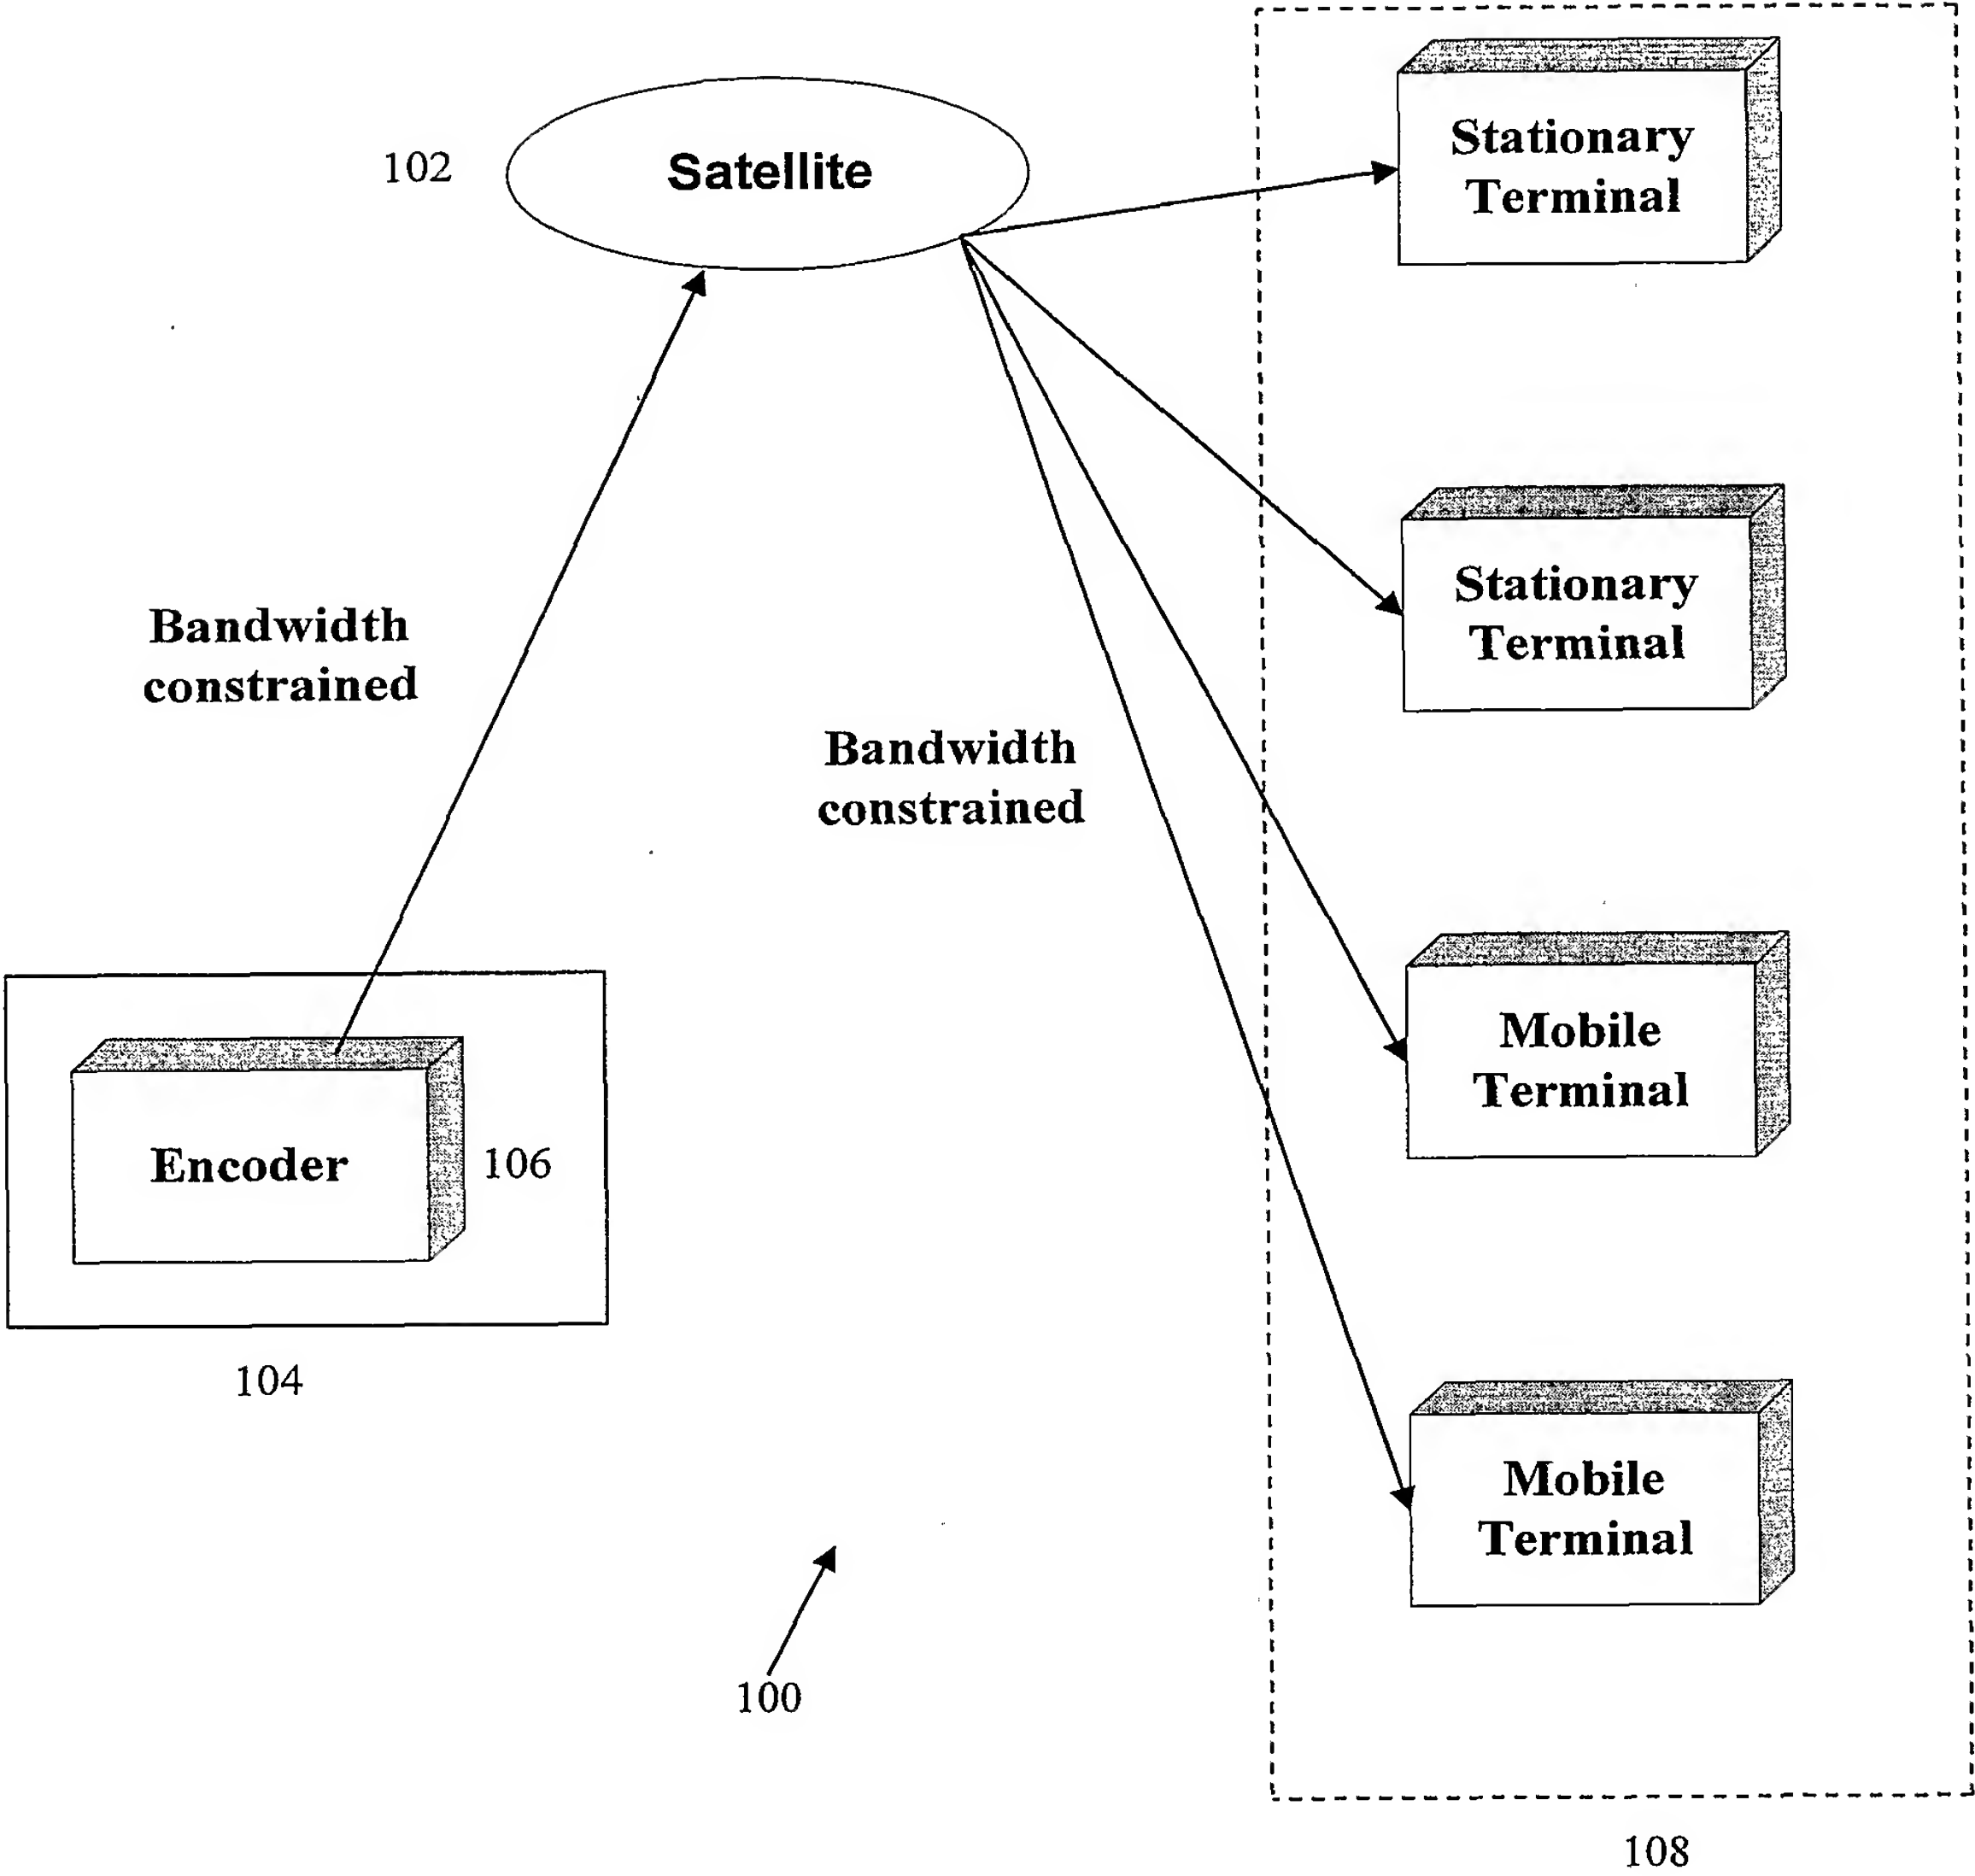 102
Satellite
Stationary
Terminal
Stationary
Terminal
Bandwidth
constrained
Bandwidth
constrained
Mobile
Terminal
Encoder
106
104
Mobile
Terminal
100
108